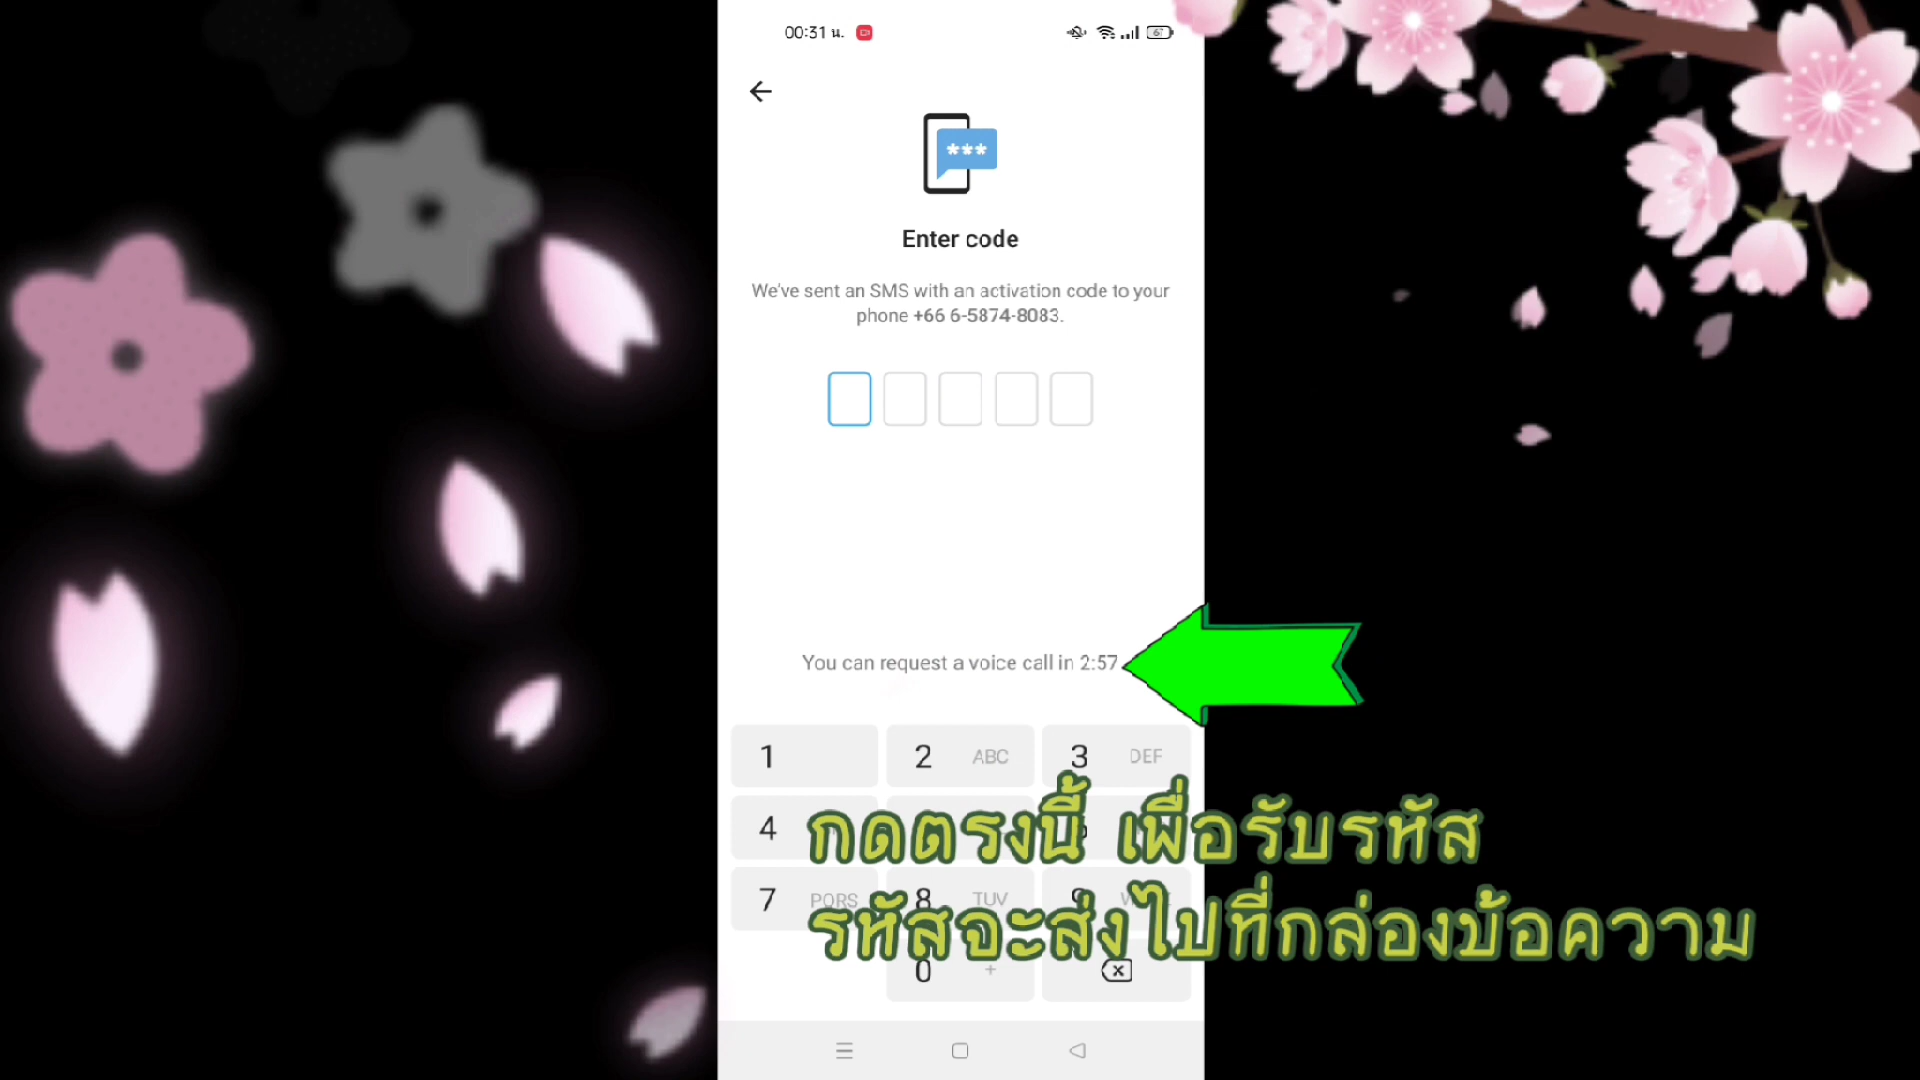 00:31 น.
67
***
Enter code
We've sent an SMS with an activation code to your
phone +66 6-5874-8083.
You can request a voice call in 2:57
1
2 ABC
3 DEF
4
กดตรงนี้ เพื่อรับรหัส
7 PQRS
8 TUV
9
รหัสจะส่งไปที่กล่องข้อความ
0 +